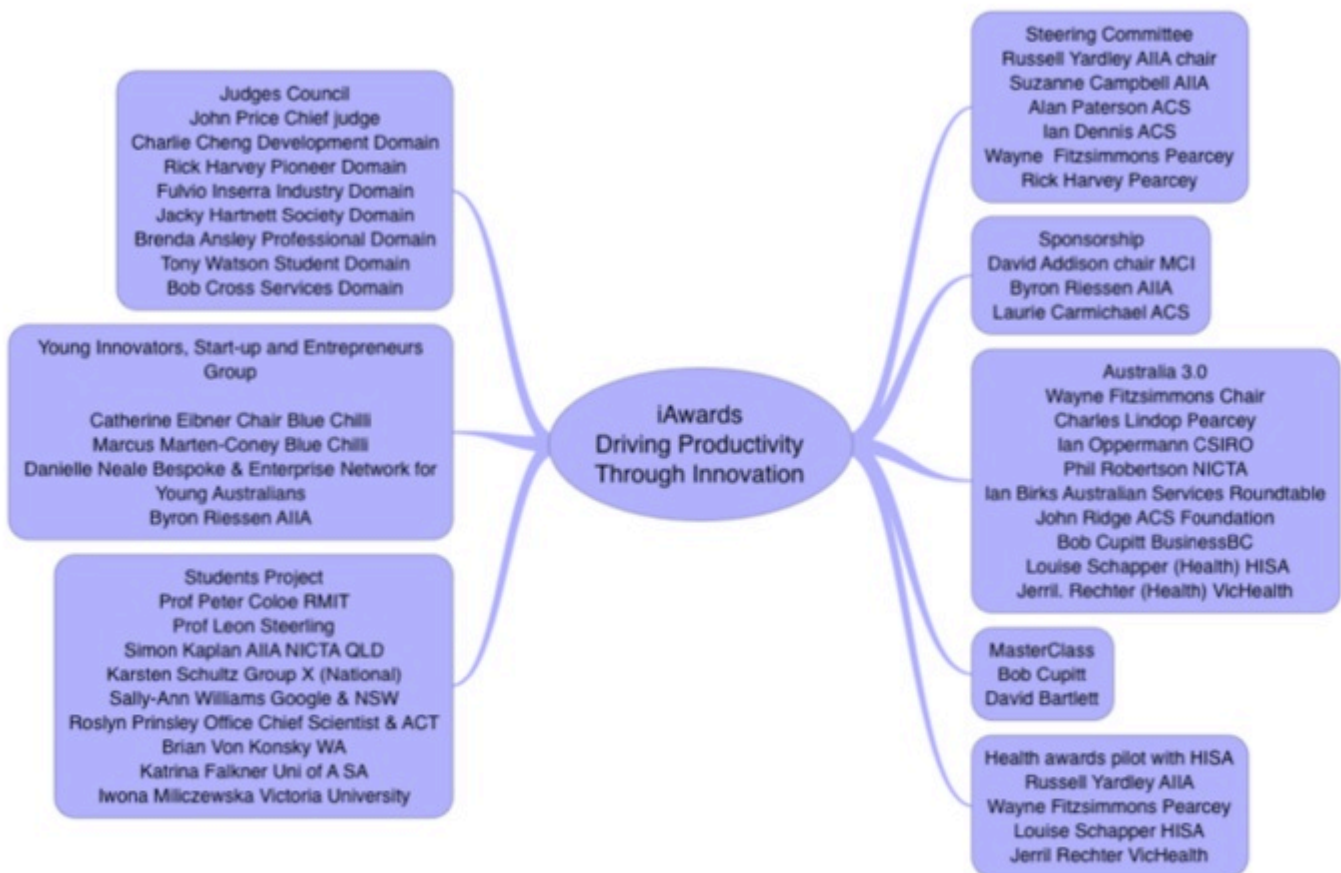 Judges Council
John Price Chief judge
Charlie Cheng Development Domain
Rick Harvey Pioneer Domain
Fulvio Inserra Industry Domain
Jacky Hartnett Society Domain
Brenda Ansley Professional Domain
Tony Watson Student Domain
Bob Cross Services Domain
Young Innovators, Start-up and Entrepreneurs
Group
Catherine Eibner Chair Blue Chilli
Marcus Marten-Coney Blue Chilli
Danielle Neale Bespoke & Enterprise Network for
Young Australians
Byron Riessen AIIA
Students Project
Prof Peter Coloe RMIT
Prof Leon Steerling
Simon Kaplan AIIA NICTA QLD
Karsten Schultz Group X (National)
Sally-Ann Williams Google & NSW
Roslyn Prinsley Office Chief Scientist & ACT
Brian Von Konsky WA
Katrina Falkner Uni of A SA
Iwona Miliczewska Victoria University
iAwards
Driving Productivity
Through Innovation
Steering Committee
Russell Yardley AIIA chair
Suzanne Campbell AIIA
Alan Paterson ACS
Ian Dennis ACS
Wayne Fitzsimmons Pearcey
Rick Harvey Pearcey
Sponsorship
David Addison chair MCI
Byron Riessen AIIA
Laurie Carmichael ACS
Australia 3.0
Wayne Fitzsimmons Chair
Charles Lindop Pearcey
Ian Oppermann CSIRO
Phil Robertson NICTA
Ian Birks Australian Services Roundtable
John Ridge ACS Foundation
Bob Cupitt BusinessBC
Louise Schapper (Health) HISA
Jerril. Rechter (Health) VicHealth
MasterClass
Bob Cupitt
David Bartlett
Health awards pilot with HISA
Russell Yardley AIIA
Wayne Fitzsimmons Pearcey
Louise Schapper HISA
Jerril Rechter VicHealth